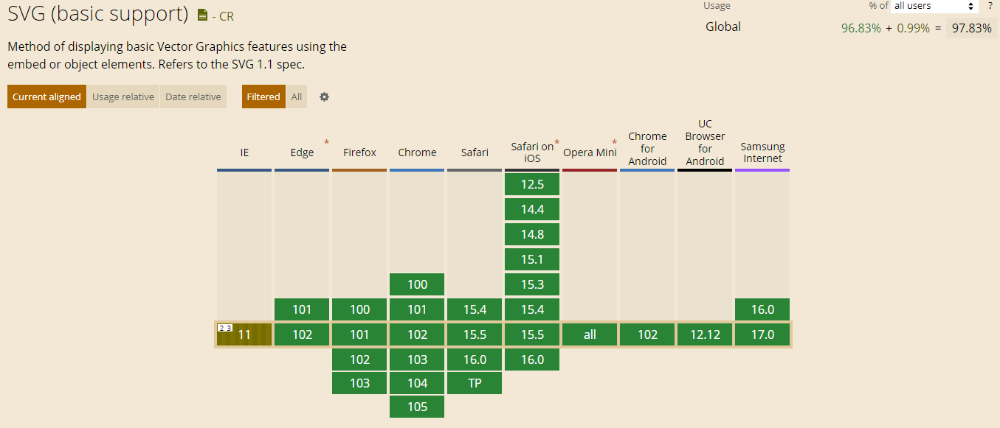 SVG (basic support) - CR
Usage % of all users ?
Global 96.83% + 0.99% = 97.83%
Method of displaying basic Vector Graphics features using the
embed or object elements. Refers to the SVG 1.1 spec.
Current aligned Usage relative Date relative Filtered All
IE
Edge *
Firefox
Chrome
Safari
Safari on *
iOS
Opera Mini *
Chrome
for
Android
UC
Browser
for
Android
Samsung
Internet
12.5
14.4
14.8
15.1
100 15.3
101 100 101 15.4 15.4 16.0
2 3 11 102 101 102 15.5 15.5 all 102 12.12 17.0
102 103 16.0 16.0
103 104 TP
105